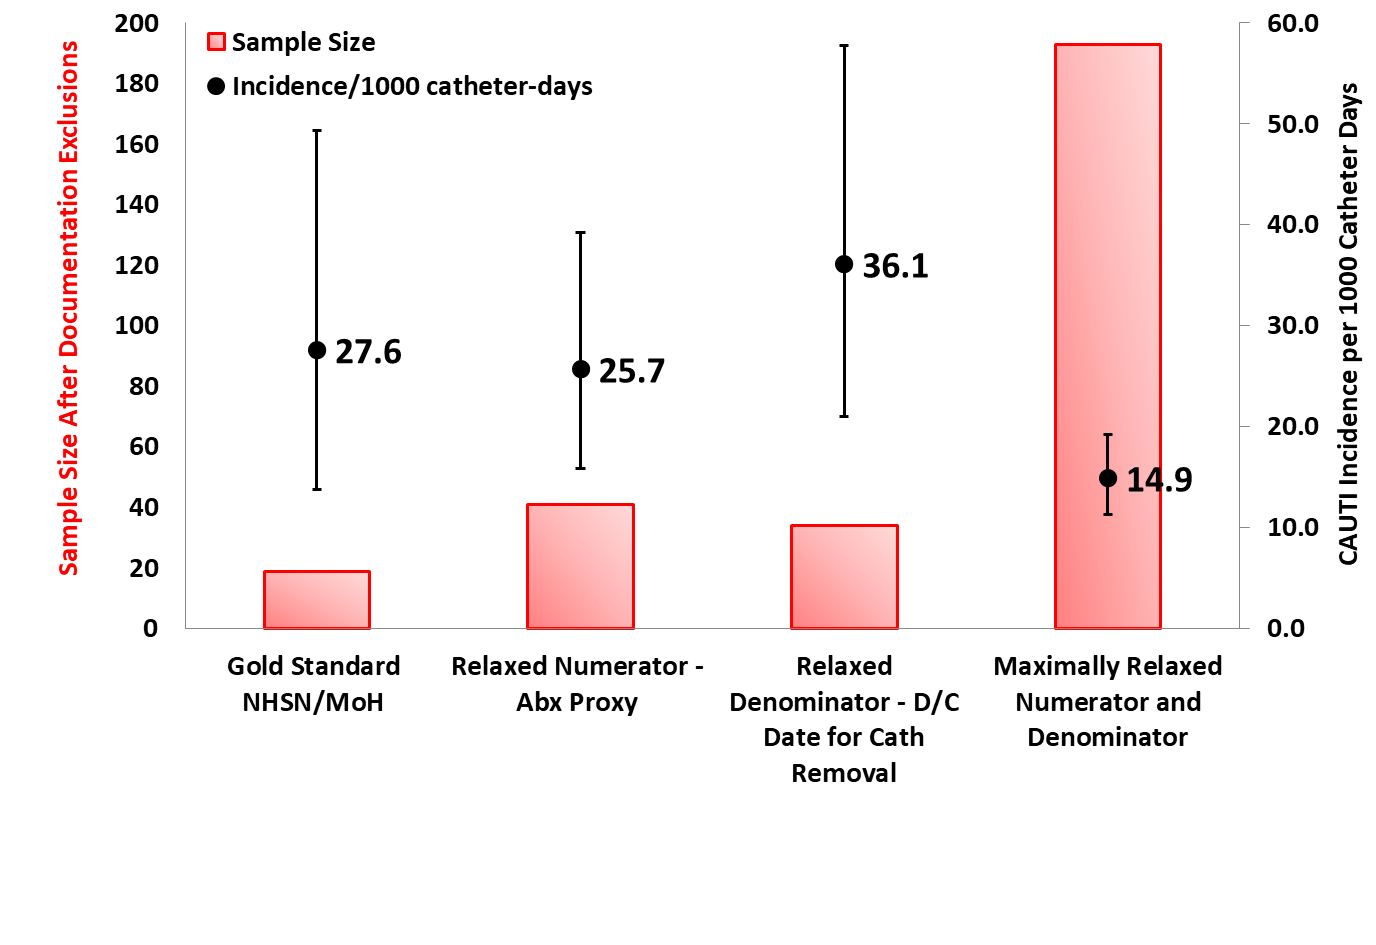 Sample Size After Documentation Exclusions
200
180
160
140
120
100
80
60
40
20
0
Sample Size
Incidence/1000 catheter-days
27.6
25.7
36.1
14.9
60.0
50.0
40.0
30.0
20.0
10.0
0.0
CAUTI Incidence per 1000 Catheter Days
Gold Standard
NHSN/MoH
Relaxed Numerator -
Abx Proxy
Relaxed
Denominator - D/C
Date for Cath
Removal
Maximally Relaxed
Numerator and
Denominator